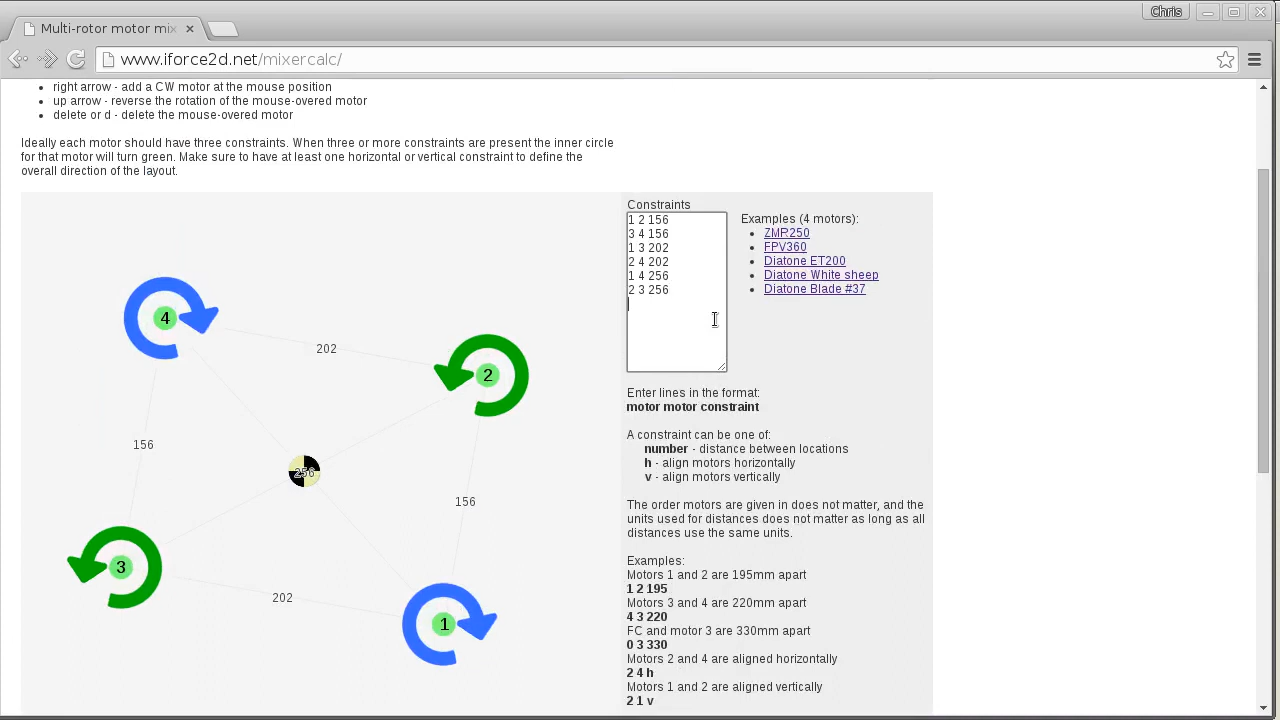 Chris
Multi-rotor motor mix
www.iforce2d.net/mixercalc/
right arrow - add a CW motor at the mouse position
up arrow - reverse the rotation of the mouse-overed motor
delete or d - delete the mouse-overed motor
Ideally each motor should have three constraints. When three or more constraints are present the inner circle
for that motor will turn green. Make sure to have at least one horizontal or vertical constraint to define the
overall direction of the layout.
4
202
2
156
256
156
3
202
1
Constraints
1 2 156
3 4 156
1 3 202
2 4 202
1 4 256
2 3 256
Examples (4 motors):
ZMR250
FPV360
Diatone ET200
Diatone White sheep
Diatone Blade #37
Enter lines in the format:
motor motor constraint
A constraint can be one of:
number - distance between locations
h - align motors horizontally
v - align motors vertically
The order motors are given in does not matter, and the
units used for distances does not matter as long as all
distances use the same units.
Examples:
Motors 1 and 2 are 195mm apart
1 2 195
Motors 3 and 4 are 220mm apart
4 3 220
FC and motor 3 are 330mm apart
0 3 330
Motors 2 and 4 are aligned horizontally
2 4 h
Motors 1 and 2 are aligned vertically
2 1 v